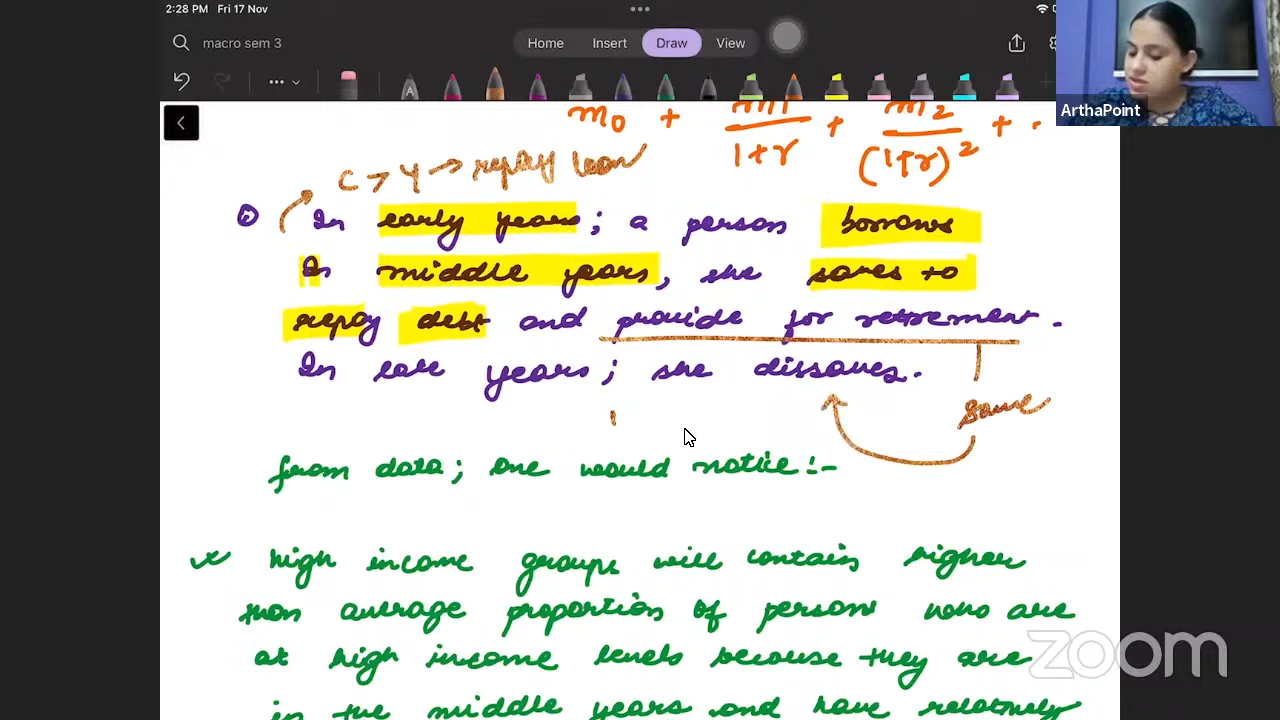 2:28 PM Fri 17 Nov
macro sem 3
Home Insert Draw View
ArthaPoint
m0 + m1/1+r + m2/(1+r)^2 + .
C > Y → repay loan
In early years; a person borrows
In middle years, she saves to
repay debt and provide for retirement.
In late years; she dissaves.
same
from data; one would notice:-
high income groups will contain higher
than average proportion of persons who are
at high income levels because they are
in the middle years and have relatively
zoom